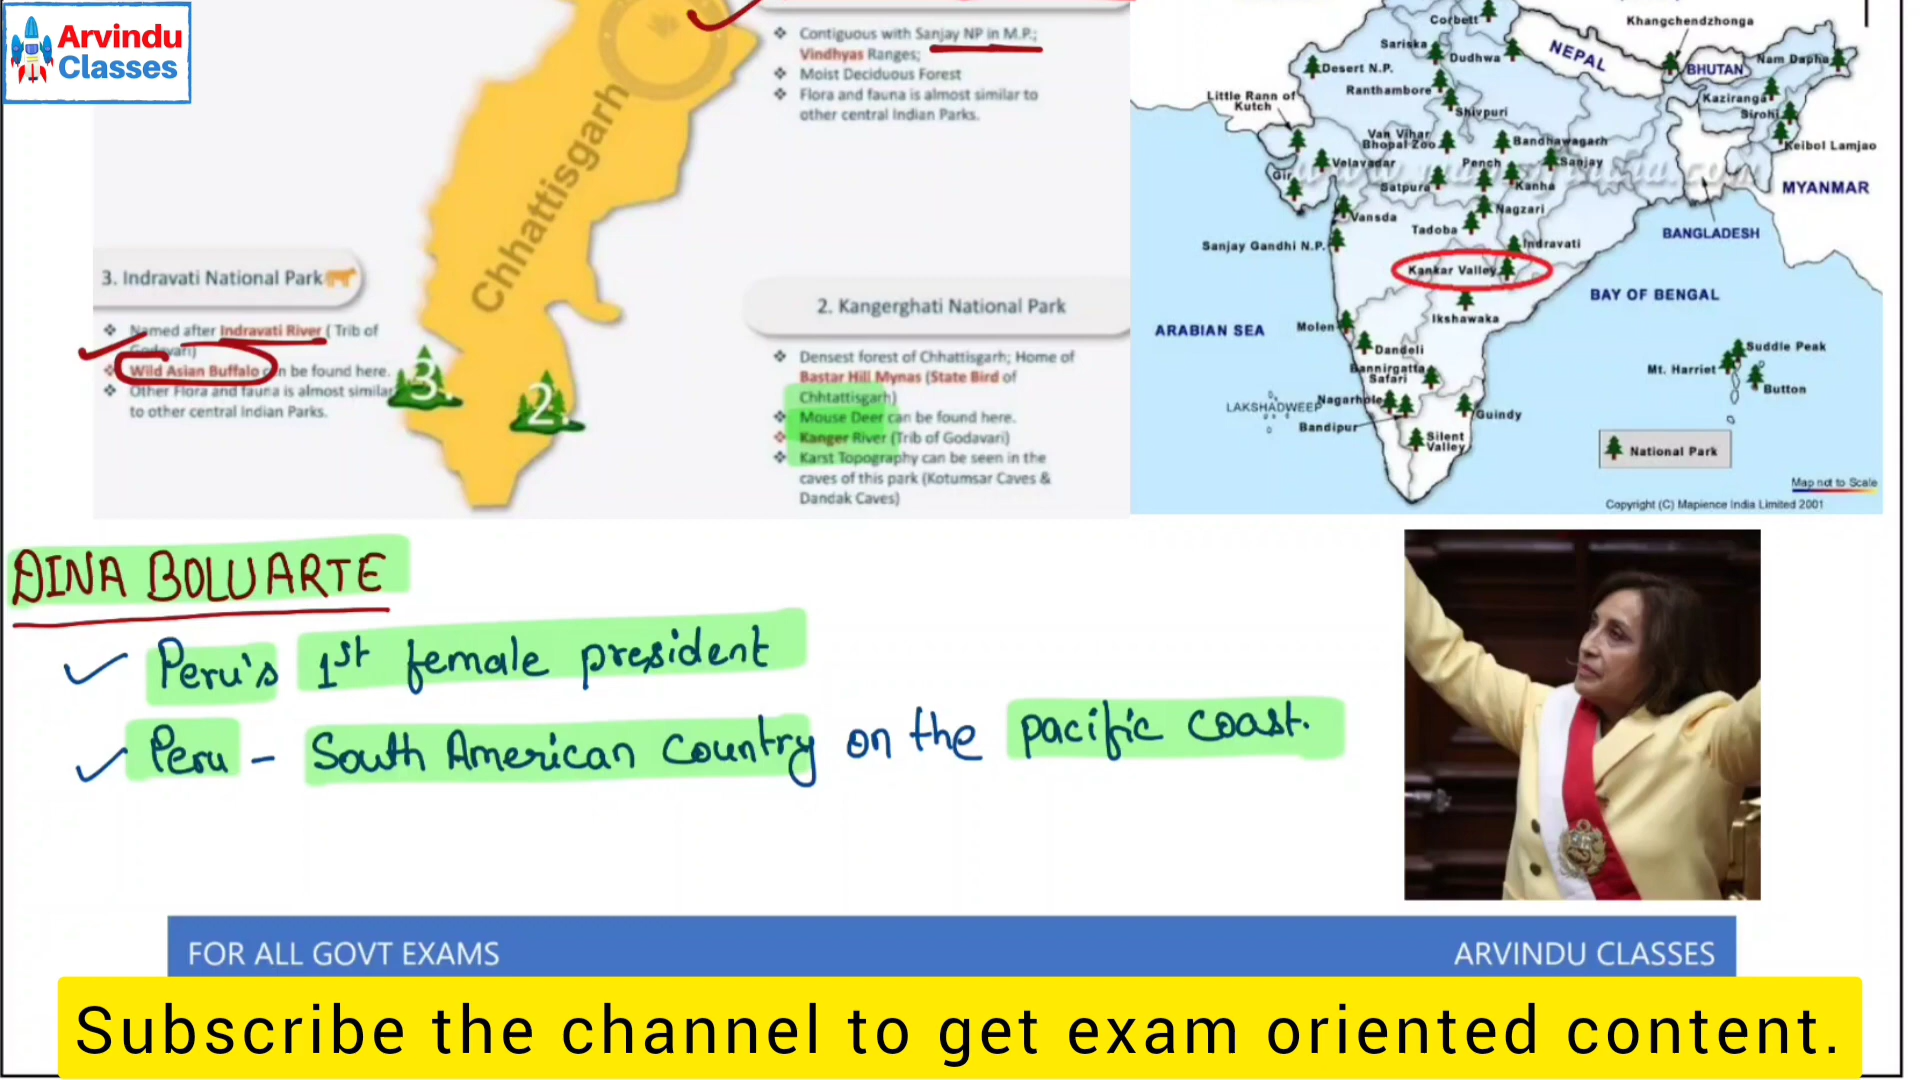 Arvindu
Classes
Contiguous with Sanjay NP in M.P.;
Vindhyas Ranges;
Moist Deciduous Forest
Flora and fauna is almost similar to
other central Indian Parks.
Chhattisgarh
3. Indravati National Park
Named after Indravati River ( Trib of
Godavari)
Wild Asian Buffalo can be found here.
Other Flora and fauna is almost similar
to other central Indian Parks.
3.
2.
2. Kangerghati National Park
Densest forest of Chhattisgarh; Home of
Bastar Hill Mynas (State Bird of
Chhtattisgarh)
Mouse Deer can be found here.
Kanger River (Trib of Godavari)
Karst Topography can be seen in the
caves of this park (Kotumsar Caves &
Dandak Caves)
Corbett
Khangchendzhonga
Sariska
Dudhwa
NEPAL
BHUTAN
Nam Dapha
Desert N.P.
Ranthambore
Kaziranga
Little Rann of
Kutch
Shivpuri
Sirohi
Van Vihar
Bhopal Zoo
Bandhawagarh
Keibol Lamjao
Velavadar
Pench
Sanjay
Gir
Satpura
Kanha
MYANMAR
Vansda
Nagzari
Tadoba
BANGLADESH
Sanjay Gandhi N.P.
Indravati
Kankar Valley
BAY OF BENGAL
Ikshawaka
ARABIAN SEA
Molen
Dandeli
Suddle Peak
Mt. Harriet
Bannirgatta
Safari
Button
LAKSHADWEEP
Nagarhole
Guindy
Bandipur
Silent
Valley
National Park
Map not to Scale
Copyright (C) Mapience India Limited 2001
DINA BOLUARTE
Peru's 1st female president
Peru - South American Country on the pacific coast.
FOR ALL GOVT EXAMS
ARVINDU CLASSES
Subscribe the channel to get exam oriented content.